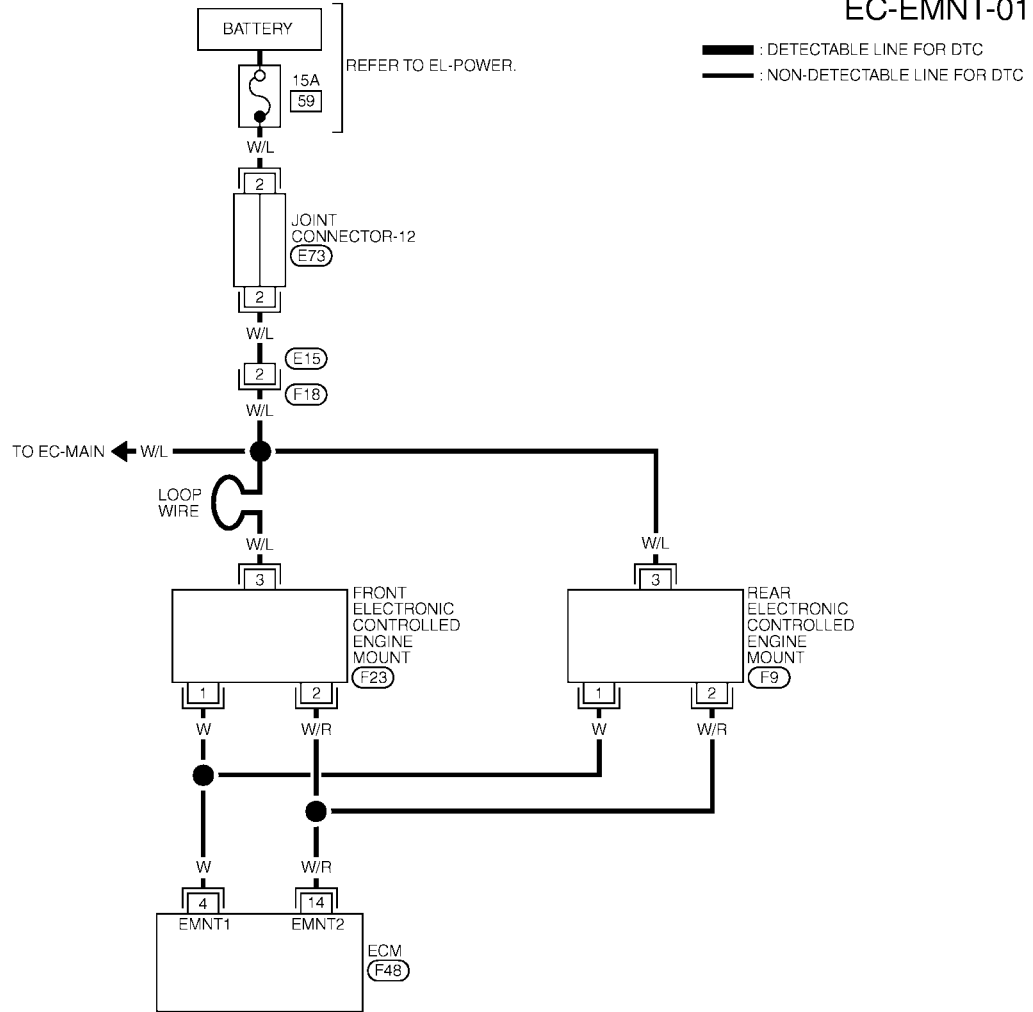 EC-EMNT-01
: DETECTABLE LINE FOR DTC
: NON-DETECTABLE LINE FOR DTC
BATTERY
REFER TO EL-POWER.
15A
59
W/L
2
JOINT
CONNECTOR-12
E73
2
W/L
E15
2
F18
W/L
TO EC-MAIN
W/L
LOOP
WIRE
W/L
W/L
3
3
FRONT
ELECTRONIC
CONTROLLED
ENGINE
MOUNT
F23
REAR
ELECTRONIC
CONTROLLED
ENGINE
MOUNT
F9
1
2
1
2
W
W/R
W
W/R
W
W/R
4
14
EMNT1
EMNT2
ECM
F48